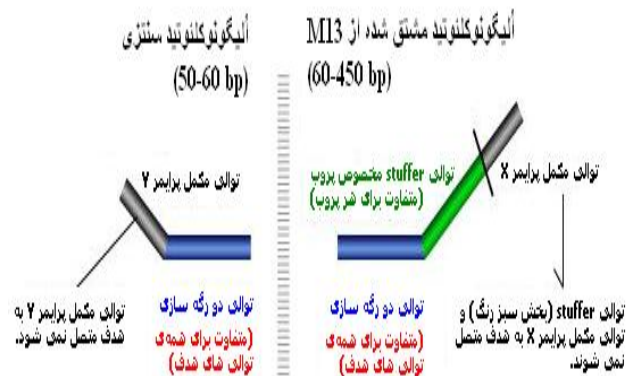 ألیگونوکلئوتید مشتق شده از M13
(60-450 bp)
ألیگونوکلئوتید سنتزی
(50-60 bp)
توالی stuffer مخصوص پروب
(متفاوت برای هر پروب)
توالی مکمل پرایمر X
توالی مکمل پرایمر Y
توالی stuffer (بخش سبز رنگ) و
توالی مکمل پرایمر X به هدف متصل
نمی شوند.
توالی دو رگه سازی
(متفاوت برای همه‌ی
توالی های هدف)
توالی دو رگه سازی
(متفاوت برای همه‌ی
توالی های هدف)
توالی مکمل پرایمر Y به
هدف متصل نمی شود.